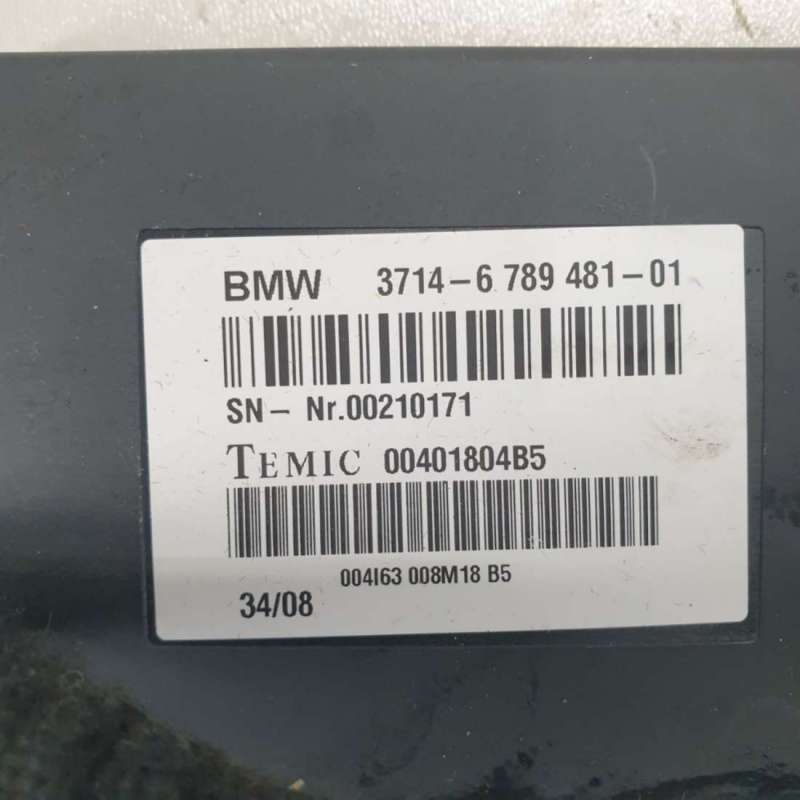 BMW 3714-6 789 481-01
SN- Nr.00210171
TEMIC 00401804B5
004I63 008M18 B5
34/08